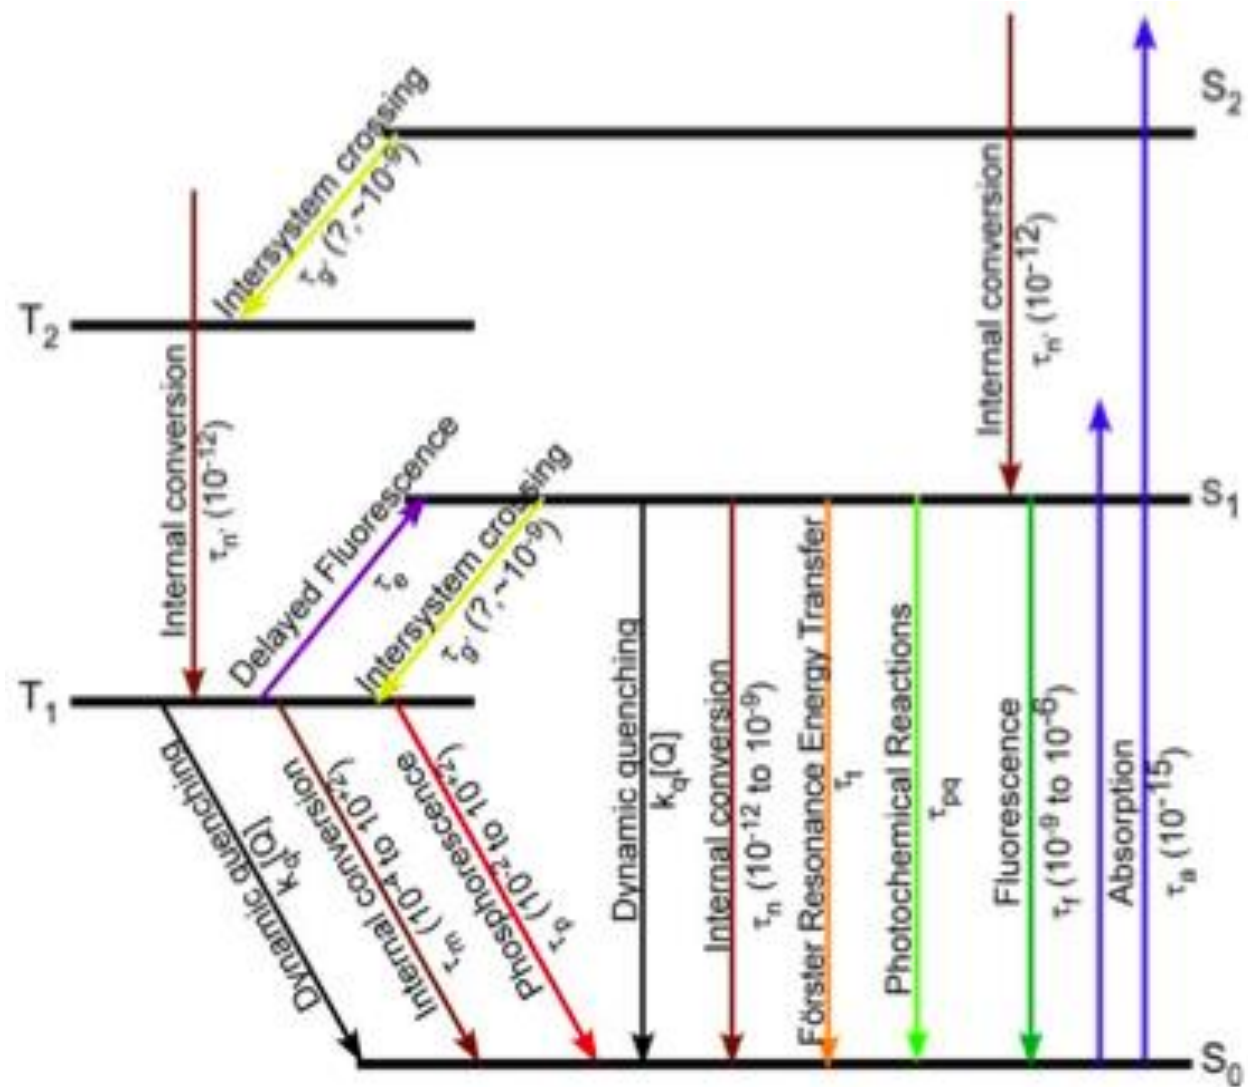 S2
Intersystem crossing
τg' (?,~10-9)
Internal conversion
τn' (10-12)
T2
Internal conversion
τn' (10-12)
S1
Delayed Fluorescence
τe
Intersystem crossing
τg' (?,~10-9)
T1
Dynamic quenching
kq'[Q]
Internal conversion
τm (10-4 to 10+2)
Phosphorescence
τp (10-2 to 10+2)
Dynamic quenching
kq[Q]
Internal conversion
τn (10-12 to 10-9)
Förster Resonance Energy Transfer
Photochemical Reactions
τpq
Fluorescence
τf (10-9 to 10-6)
Absorption
τa (10-15)
S0